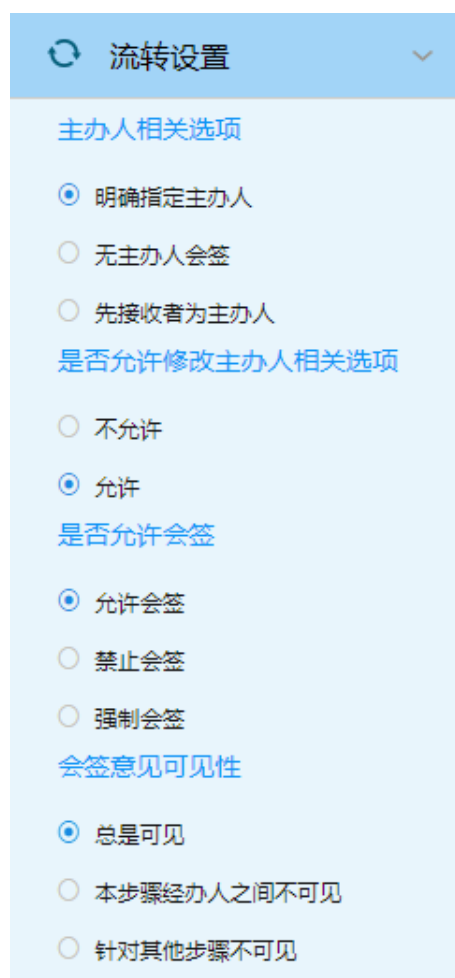 流转设置
主办人相关选项
明确指定主办人
无主办人会签
先接收者为主办人
是否允许修改主办人相关选项
不允许
允许
是否允许会签
允许会签
禁止会签
强制会签
会签意见可见性
总是可见
本步骤经办人之间不可见
针对其他步骤不可见